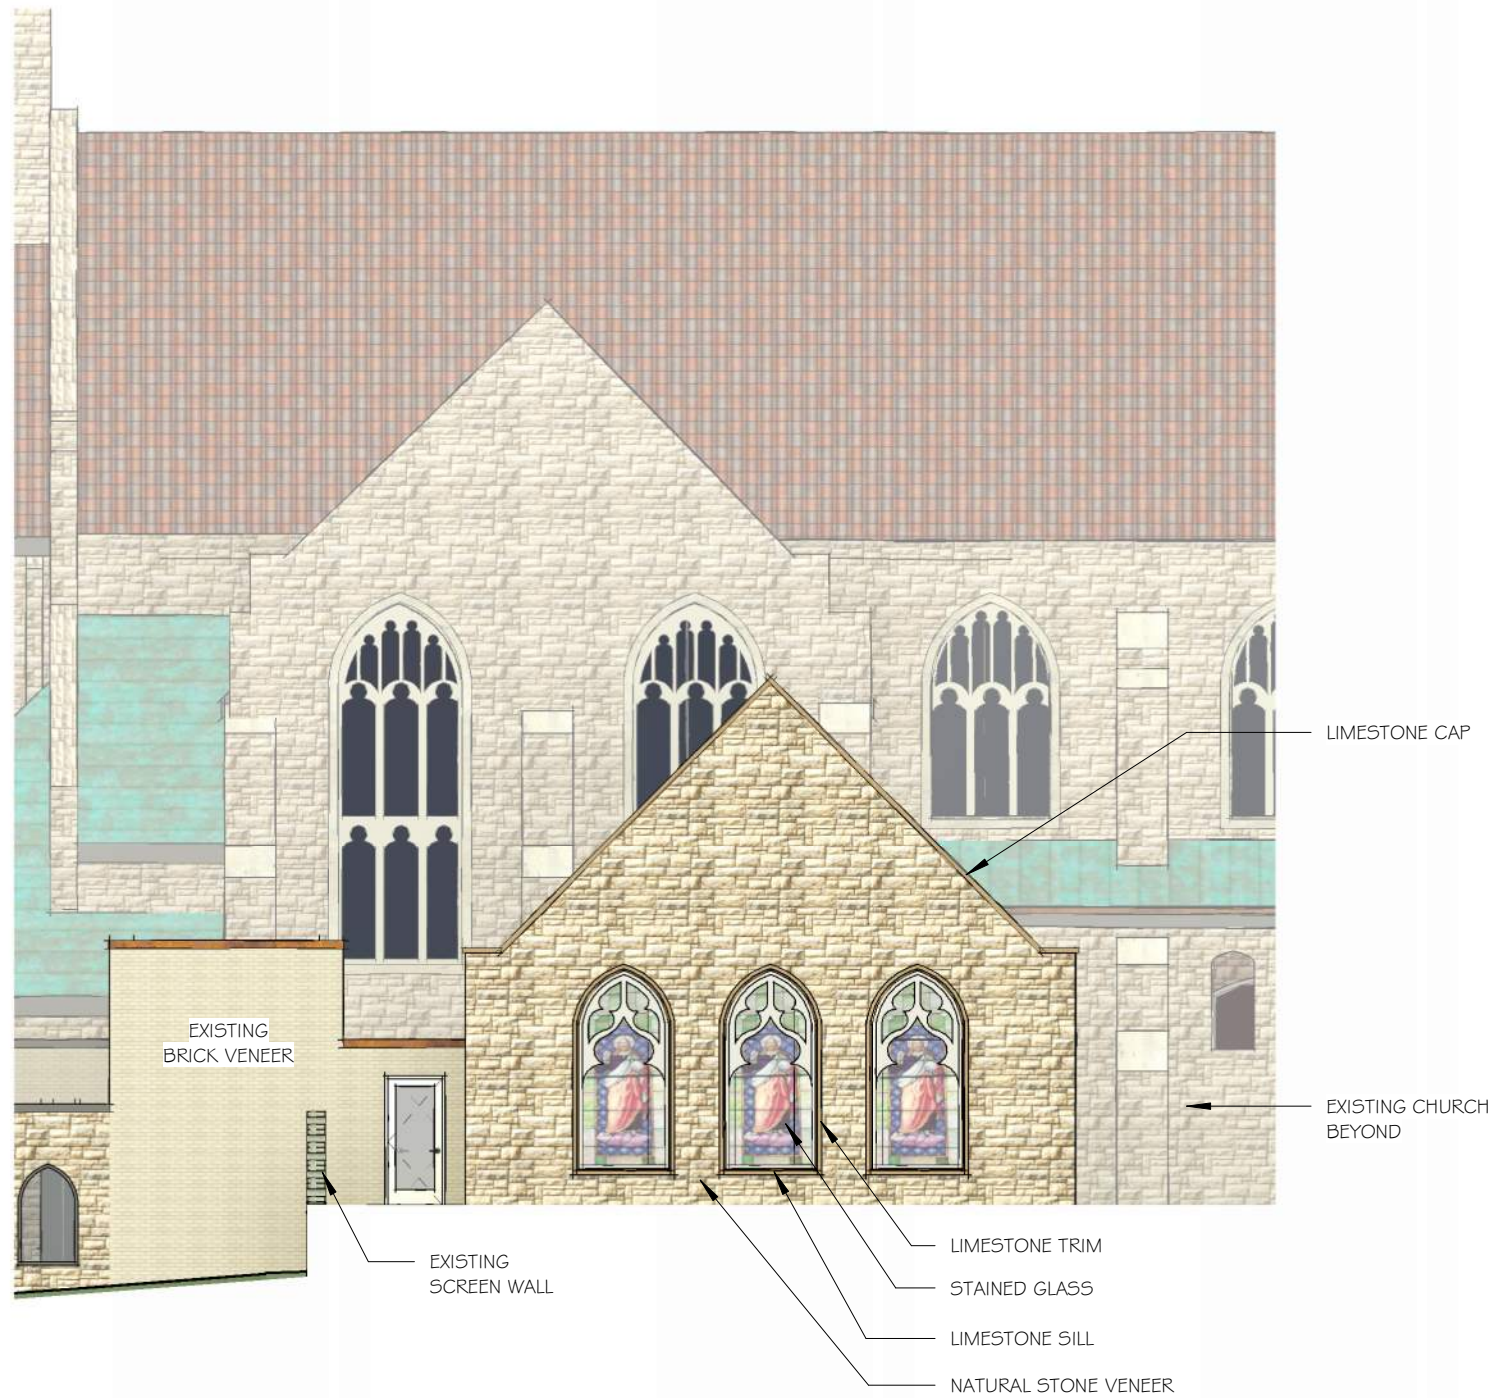 LIMESTONE CAP
EXISTING
BRICK VENEER
EXISTING CHURCH
BEYOND
EXISTING
SCREEN WALL
LIMESTONE TRIM
STAINED GLASS
LIMESTONE SILL
NATURAL STONE VENEER